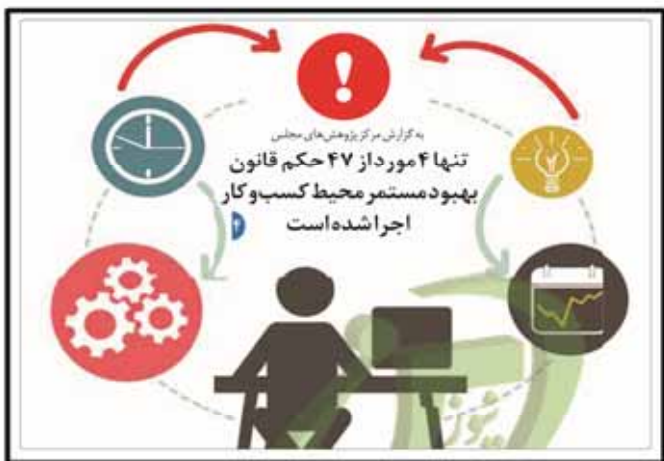 به گزارش مرکز پژوهش‌های مجلس
تنها ۴ مورد از ۴۷ حکم قانون
بهبود مستمر محیط کسب‌وکار
اجرا شده است
نیوز